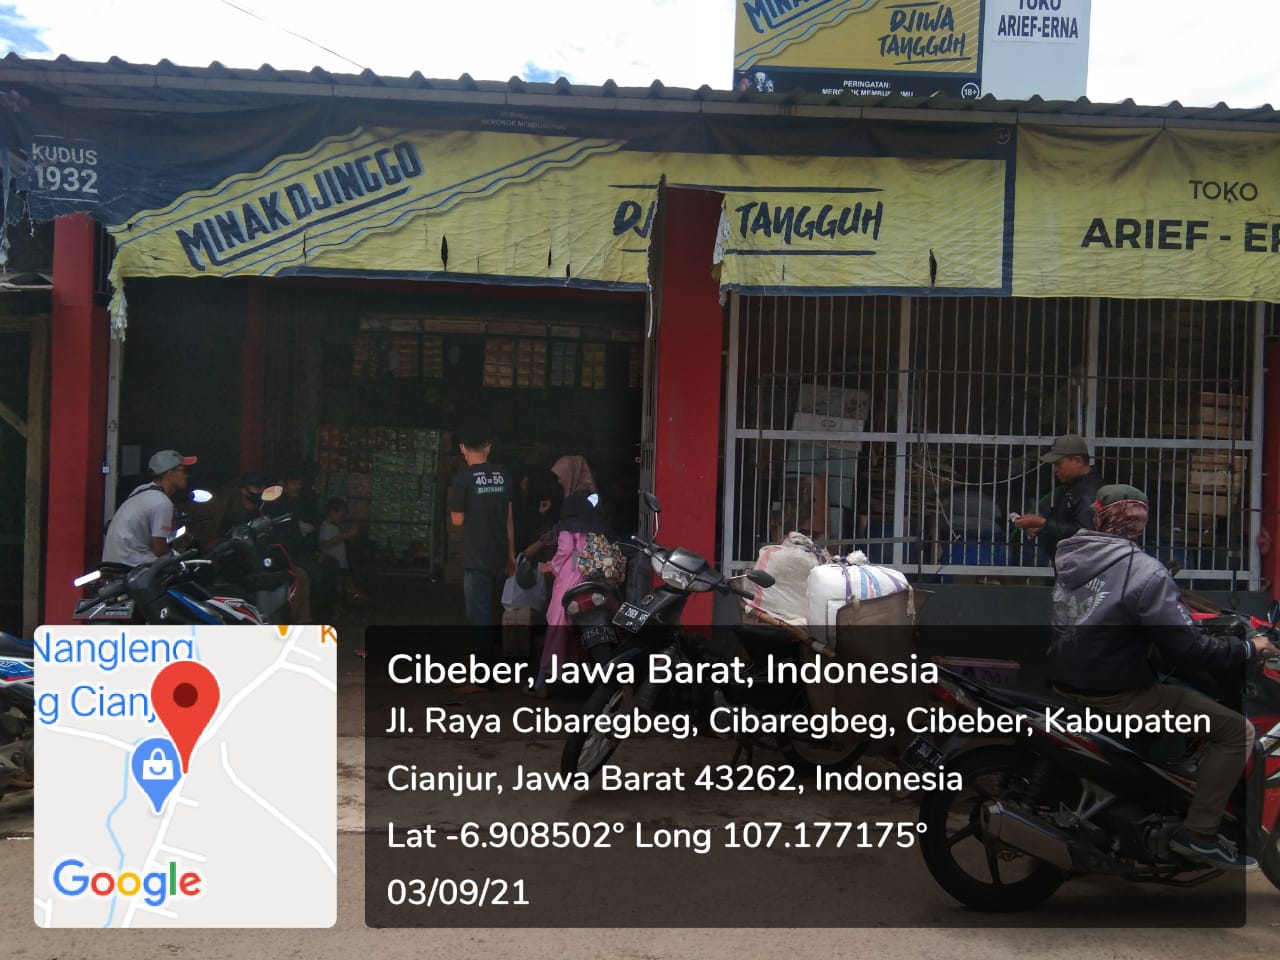 MINAK
DJIWA
TANGGUH
TOKO
ARIEF-ERNA
PERINGATAN:
18+
KUDUS
1932
MINAK DJINGGO
TANGGUH
TOKO
ARIEF -
40=50
Nangleng
Google
Cibeber, Jawa Barat, Indonesia
Jl. Raya Cibaregbeg, Cibaregbeg, Cibeber, Kabupaten
Cianjur, Jawa Barat 43262, Indonesia
Lat -6.908502° Long 107.177175°
03/09/21